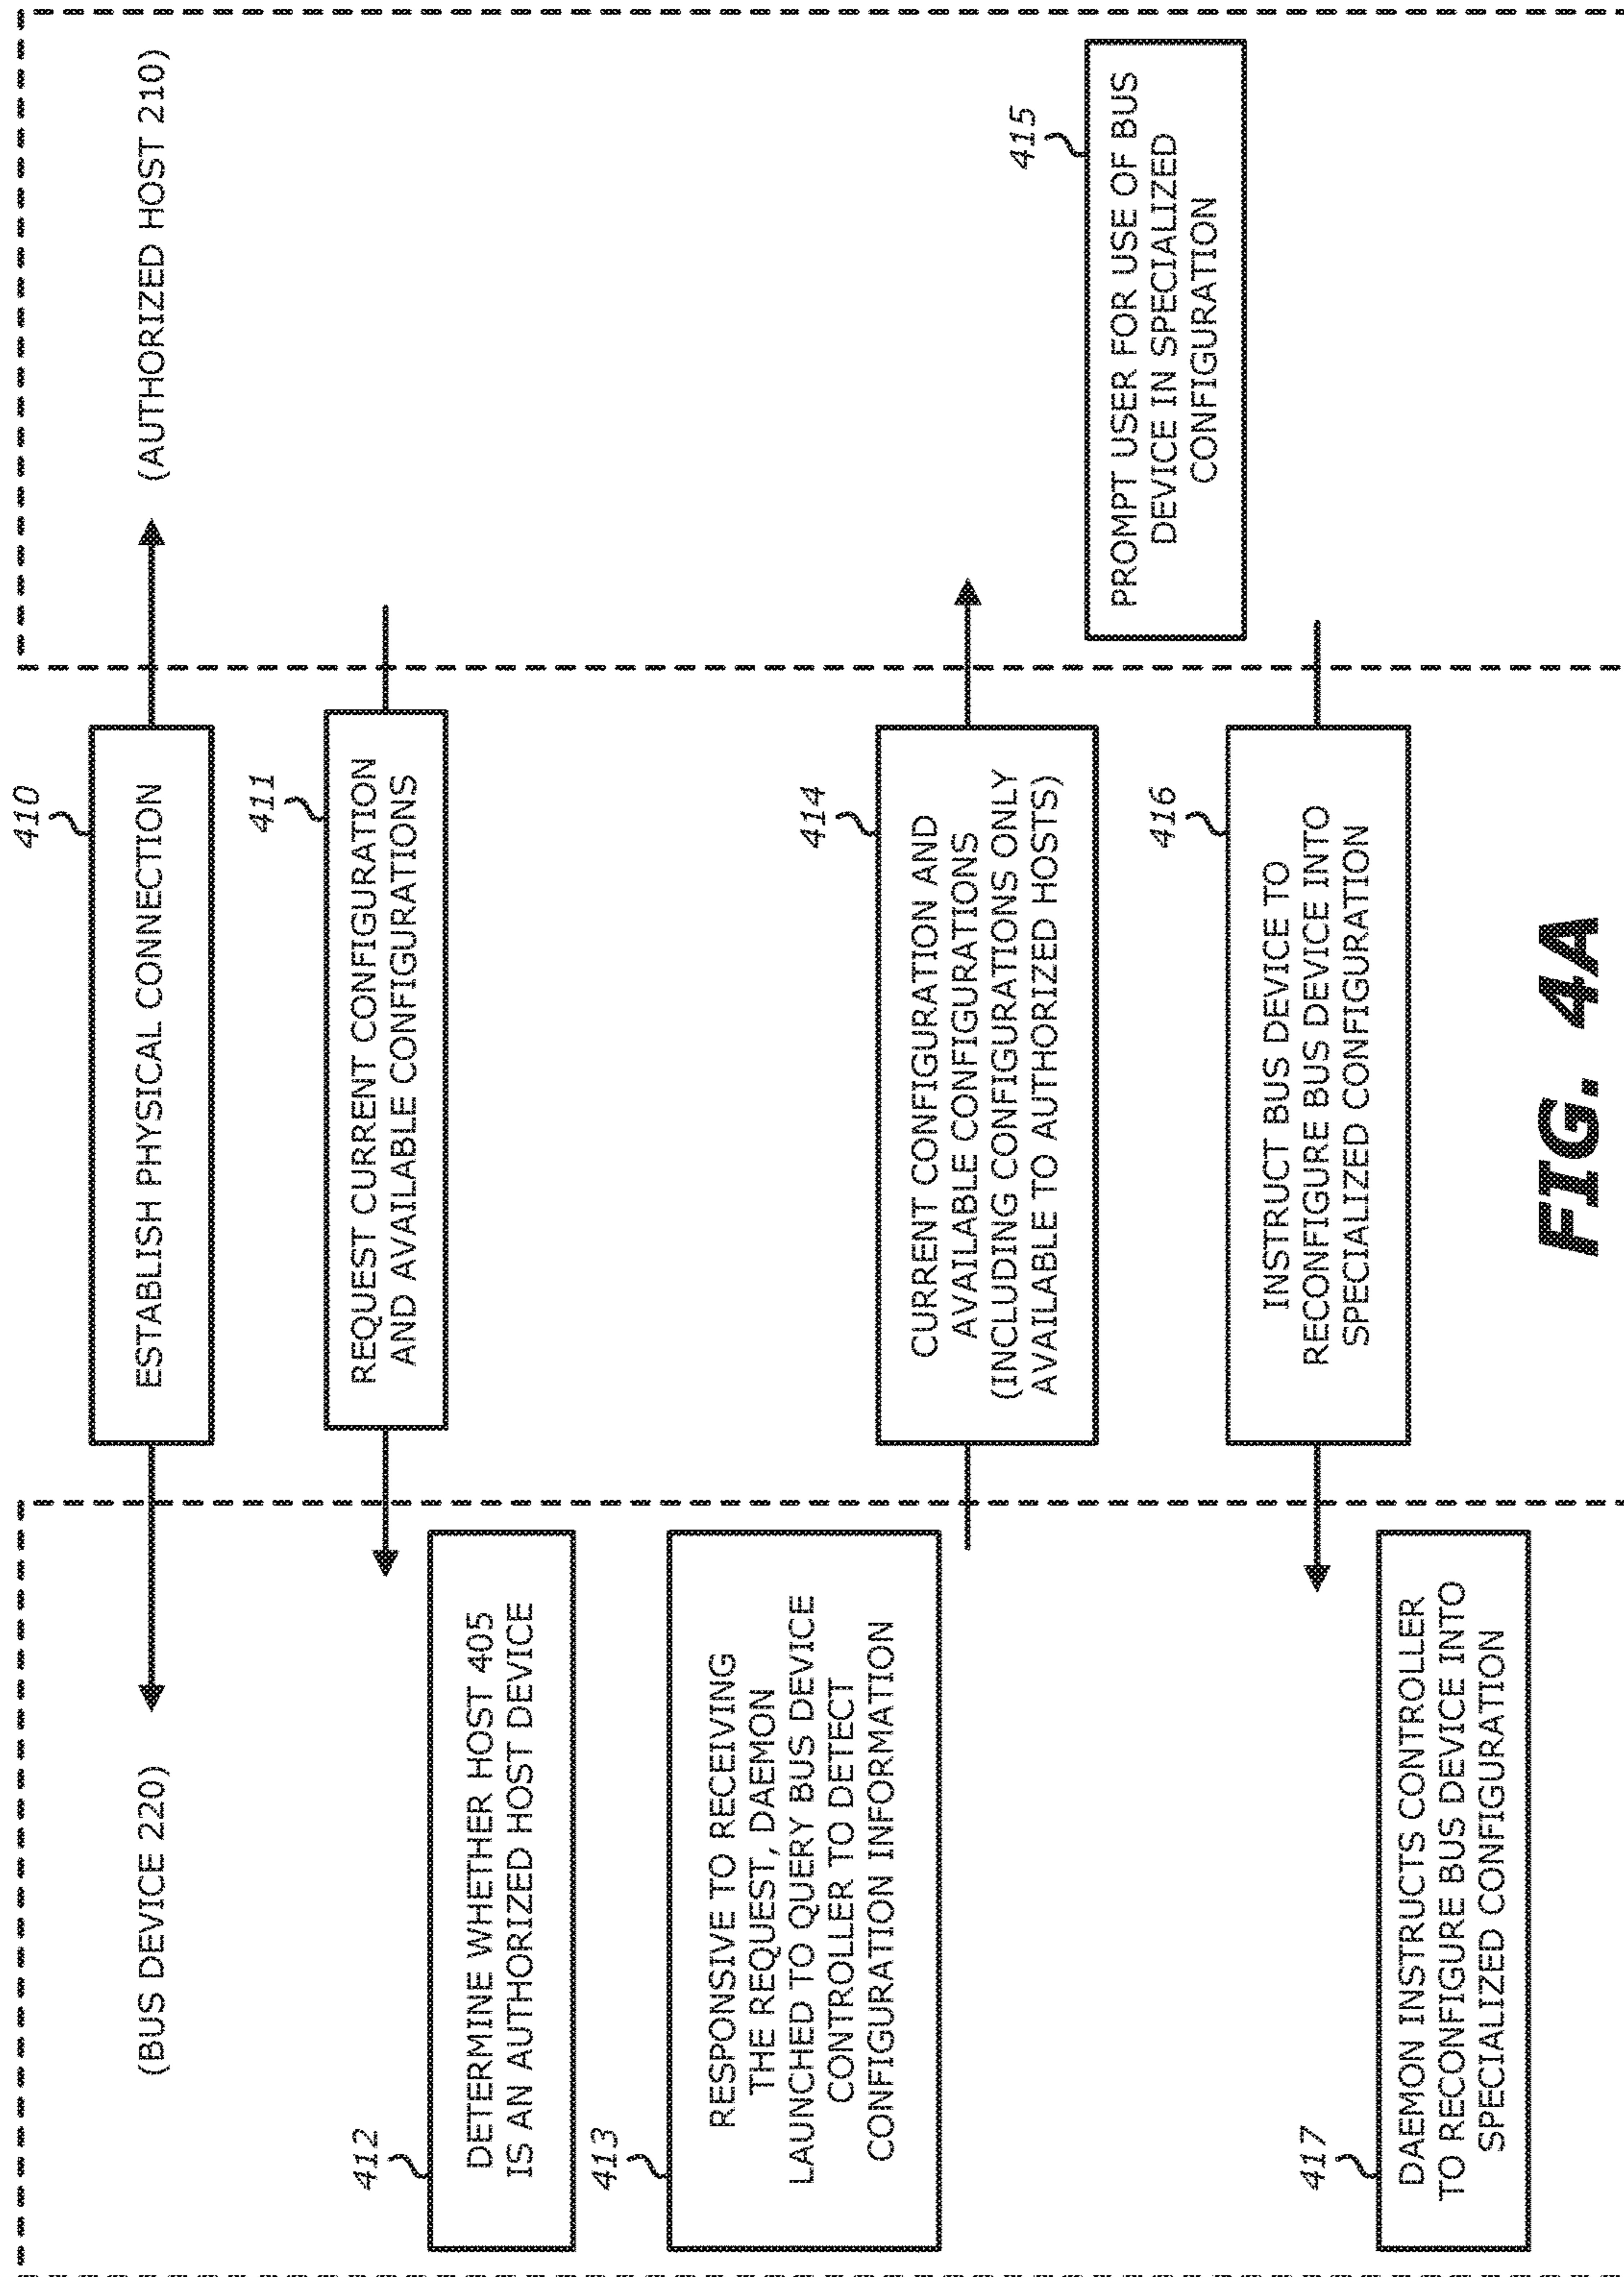 (BUS DEVICE 220)
(AUTHORIZED HOST 210)
410
ESTABLISH PHYSICAL CONNECTION
411
REQUEST CURRENT CONFIGURATION
AND AVAILABLE CONFIGURATIONS
412
DETERMINE WHETHER HOST 405
IS AN AUTHORIZED HOST DEVICE
413
RESPONSIVE TO RECEIVING
THE REQUEST, DAEMON
LAUNCHED TO QUERY BUS DEVICE
CONTROLLER TO DETECT
CONFIGURATION INFORMATION
414
CURRENT CONFIGURATION AND
AVAILABLE CONFIGURATIONS
(INCLUDING CONFIGURATIONS ONLY
AVAILABLE TO AUTHORIZED HOSTS)
415
PROMPT USER FOR USE OF BUS
DEVICE IN SPECIALIZED
CONFIGURATION
416
INSTRUCT BUS DEVICE TO
RECONFIGURE BUS DEVICE INTO
SPECIALIZED CONFIGURATION
417
DAEMON INSTRUCTS CONTROLLER
TO RECONFIGURE BUS DEVICE INTO
SPECIALIZED CONFIGURATION
FIG. 4A